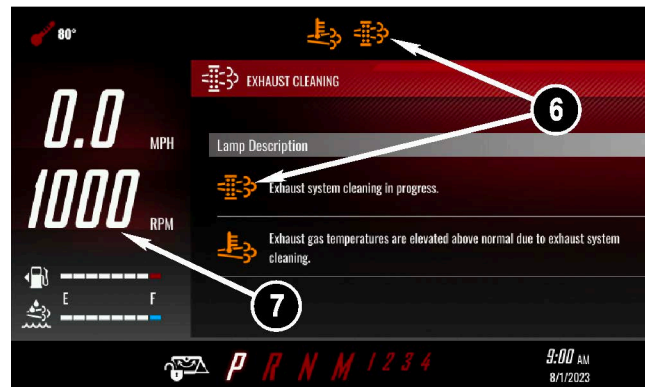 80°
EXHAUST CLEANING
6
0.0 MPH
Lamp Description
Exhaust system cleaning in progress.
1000 RPM
Exhaust gas temperatures are elevated above normal due to exhaust system
cleaning.
7
E F
P R N M 1 2 3 4
9:00 AM
8/1/2023